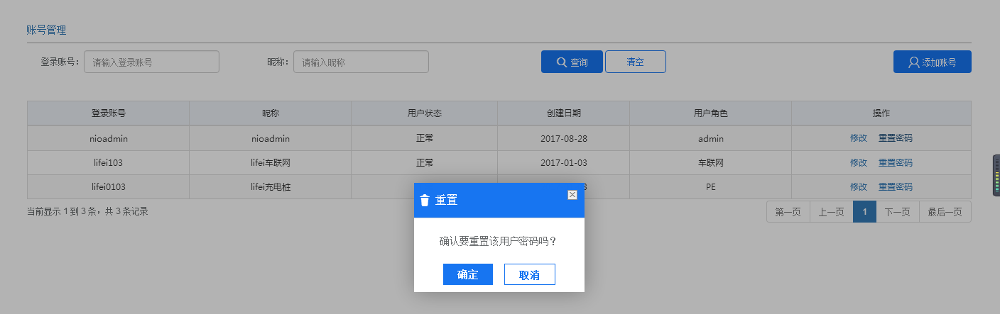 账号管理
登录账号： 请输入登录账号 昵称： 请输入昵称 查询 清空 添加账号
登录账号 昵称 用户状态 创建日期 用户角色 操作
nioadmin nioadmin 正常 2017-08-28 admin 修改 重置密码
lifei103 lifei车联网 正常 2017-01-03 车联网 修改 重置密码
lifei0103 lifei充电桩 PE 修改 重置密码
当前显示 1 到 3 条，共 3 条记录 第一页 上一页 1 下一页 最后一页
重置
确认要重置该用户密码吗？
确定 取消